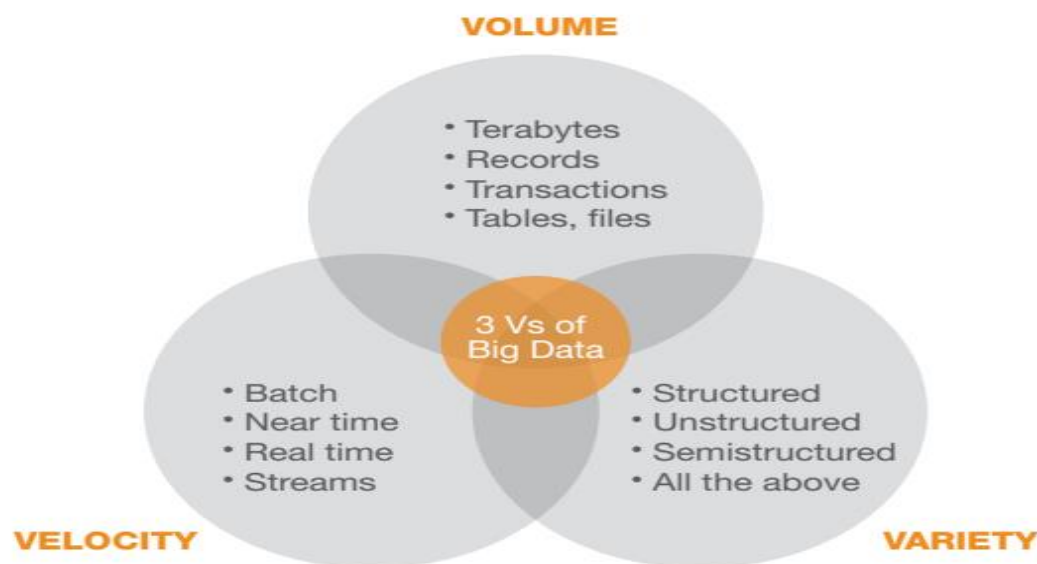 VOLUME
• Terabytes
• Records
• Transactions
• Tables, files
3 Vs of
Big Data
• Batch
• Near time
• Real time
• Streams
• Structured
• Unstructured
• Semistructured
• All the above
VELOCITY
VARIETY